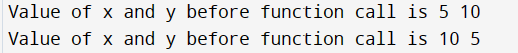 Value of x and y before function call is 5 10
Value of x and y before function call is 10 5